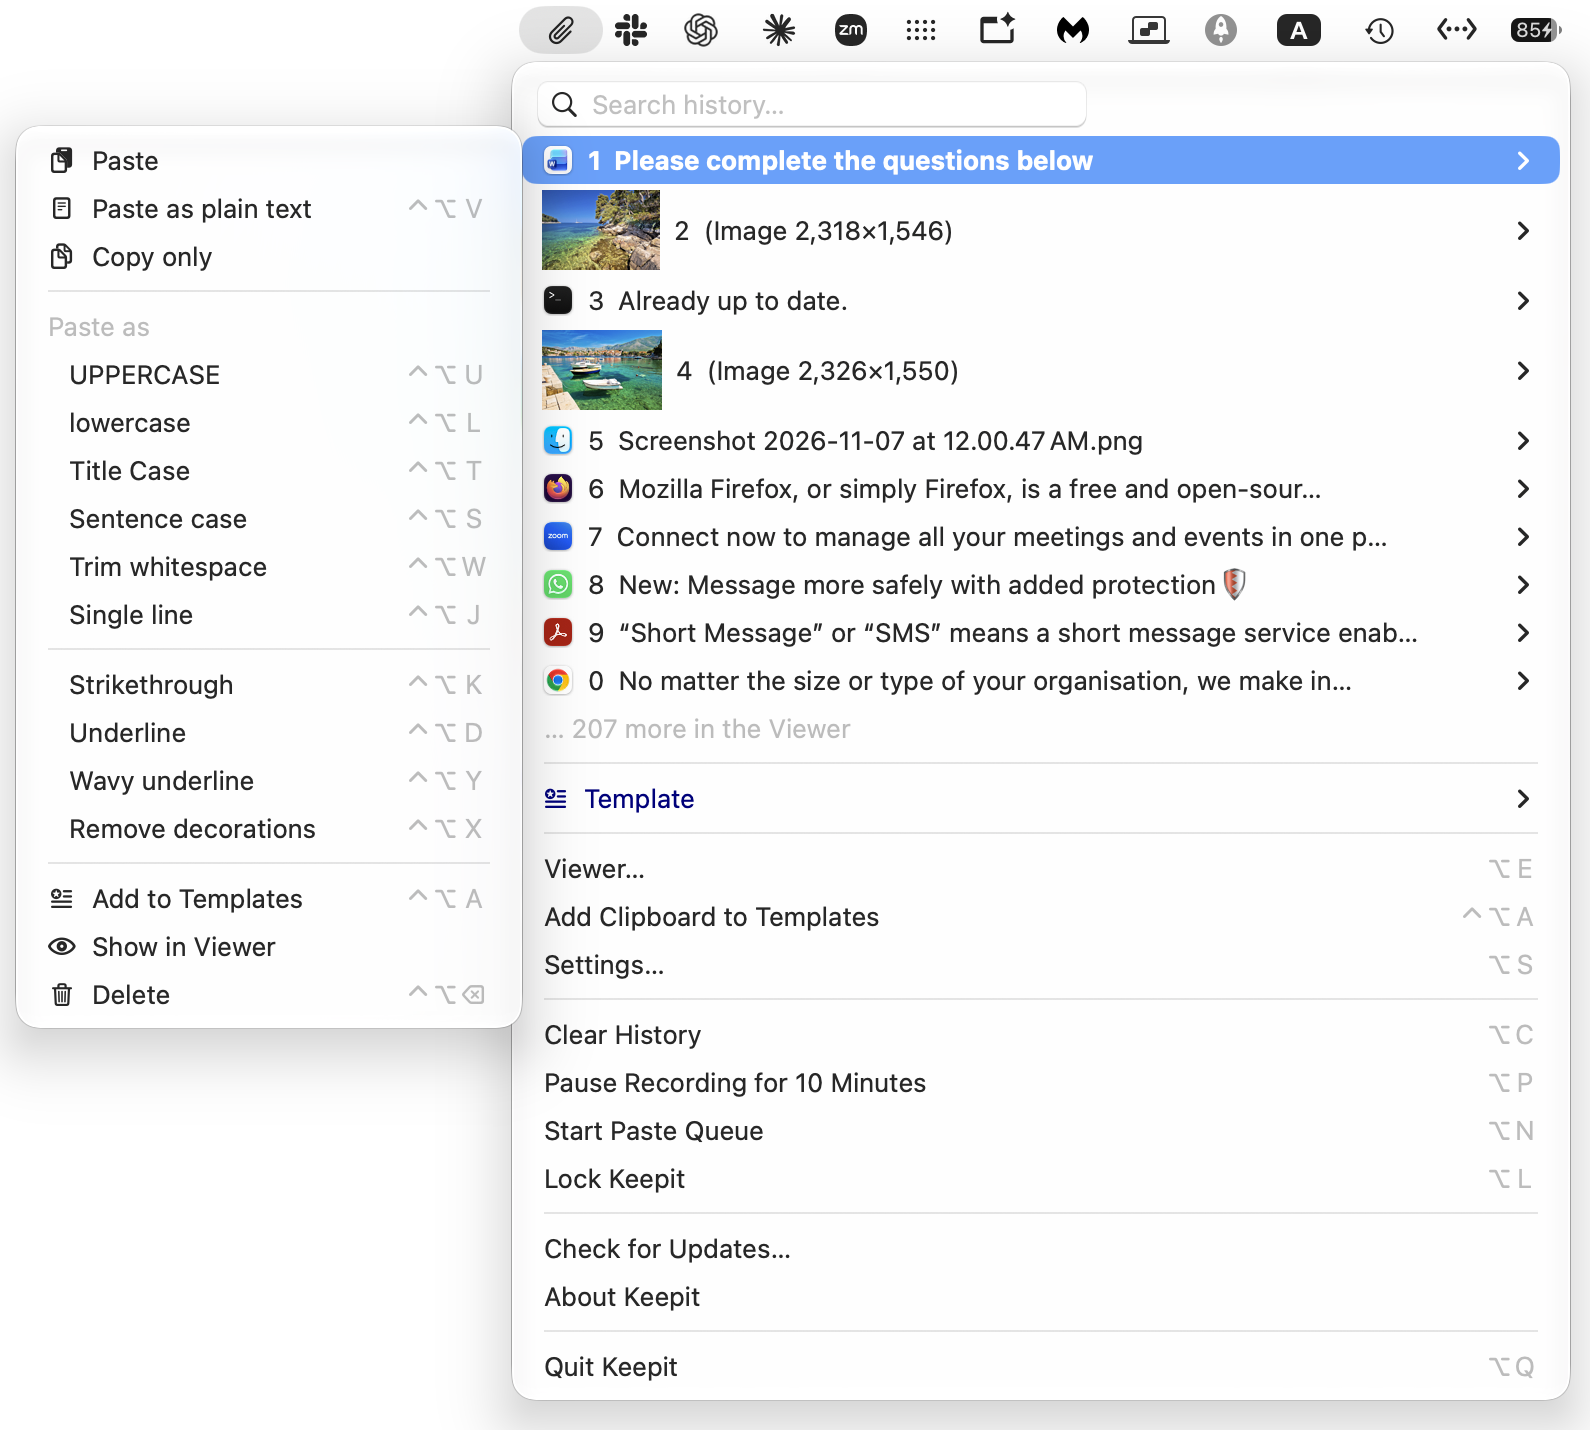 zm
A
85
Search history...
1 Please complete the questions below
2 (Image 2,318×1,546)
3 Already up to date.
4 (Image 2,326×1,550)
5 Screenshot 2026-11-07 at 12.00.47 AM.png
6 Mozilla Firefox, or simply Firefox, is a free and open-sour...
zoom
7 Connect now to manage all your meetings and events in one p...
8 New: Message more safely with added protection
9 “Short Message” or “SMS” means a short message service enab...
0 No matter the size or type of your organisation, we make in...
... 207 more in the Viewer
Template
Viewer... ⌥ E
Add Clipboard to Templates ^ ⌥ A
Settings... ⌥ S
Clear History ⌥ C
Pause Recording for 10 Minutes ⌥ P
Start Paste Queue ⌥ N
Lock Keepit ⌥ L
Check for Updates...
About Keepit
Quit Keepit ⌥ Q
Paste
Paste as plain text ^ ⌥ V
Copy only
Paste as
UPPERCASE ^ ⌥ U
lowercase ^ ⌥ L
Title Case ^ ⌥ T
Sentence case ^ ⌥ S
Trim whitespace ^ ⌥ W
Single line ^ ⌥ J
Strikethrough ^ ⌥ K
Underline ^ ⌥ D
Wavy underline ^ ⌥ Y
Remove decorations ^ ⌥ X
Add to Templates ^ ⌥ A
Show in Viewer
Delete ^ ⌥ ⌫